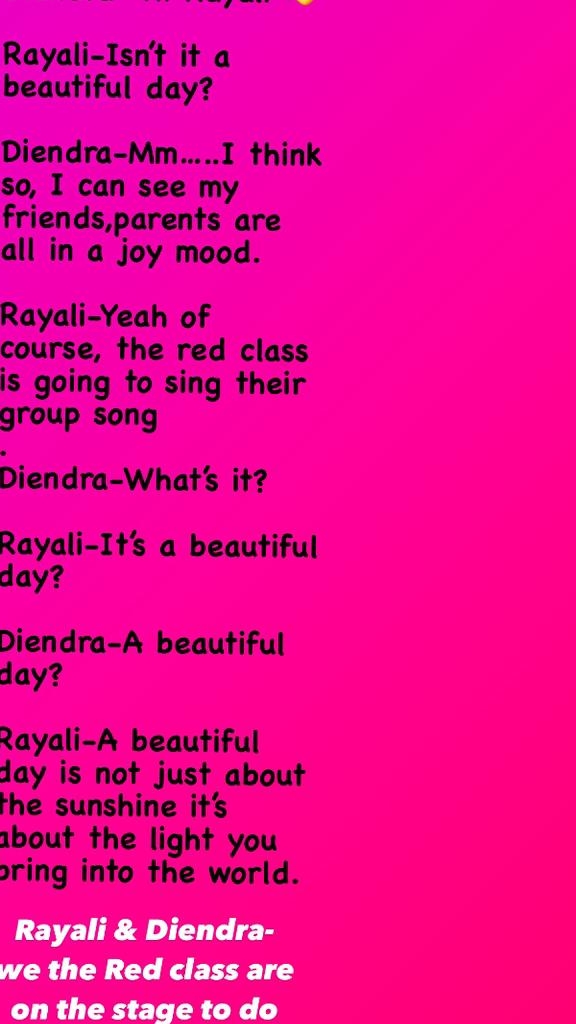 Rayali-Isn't it a
beautiful day?
Diendra-Mm.....I think
so, I can see my
friends,parents are
all in a joy mood.
Rayali-Yeah of
course, the red class
is going to sing their
group song
.
Diendra-What's it?
Rayali-It's a beautiful
day?
Diendra-A beautiful
day?
Rayali-A beautiful
day is not just about
the sunshine it's
about the light you
bring into the world.
Rayali & Diendra-
we the Red class are
on the stage to do